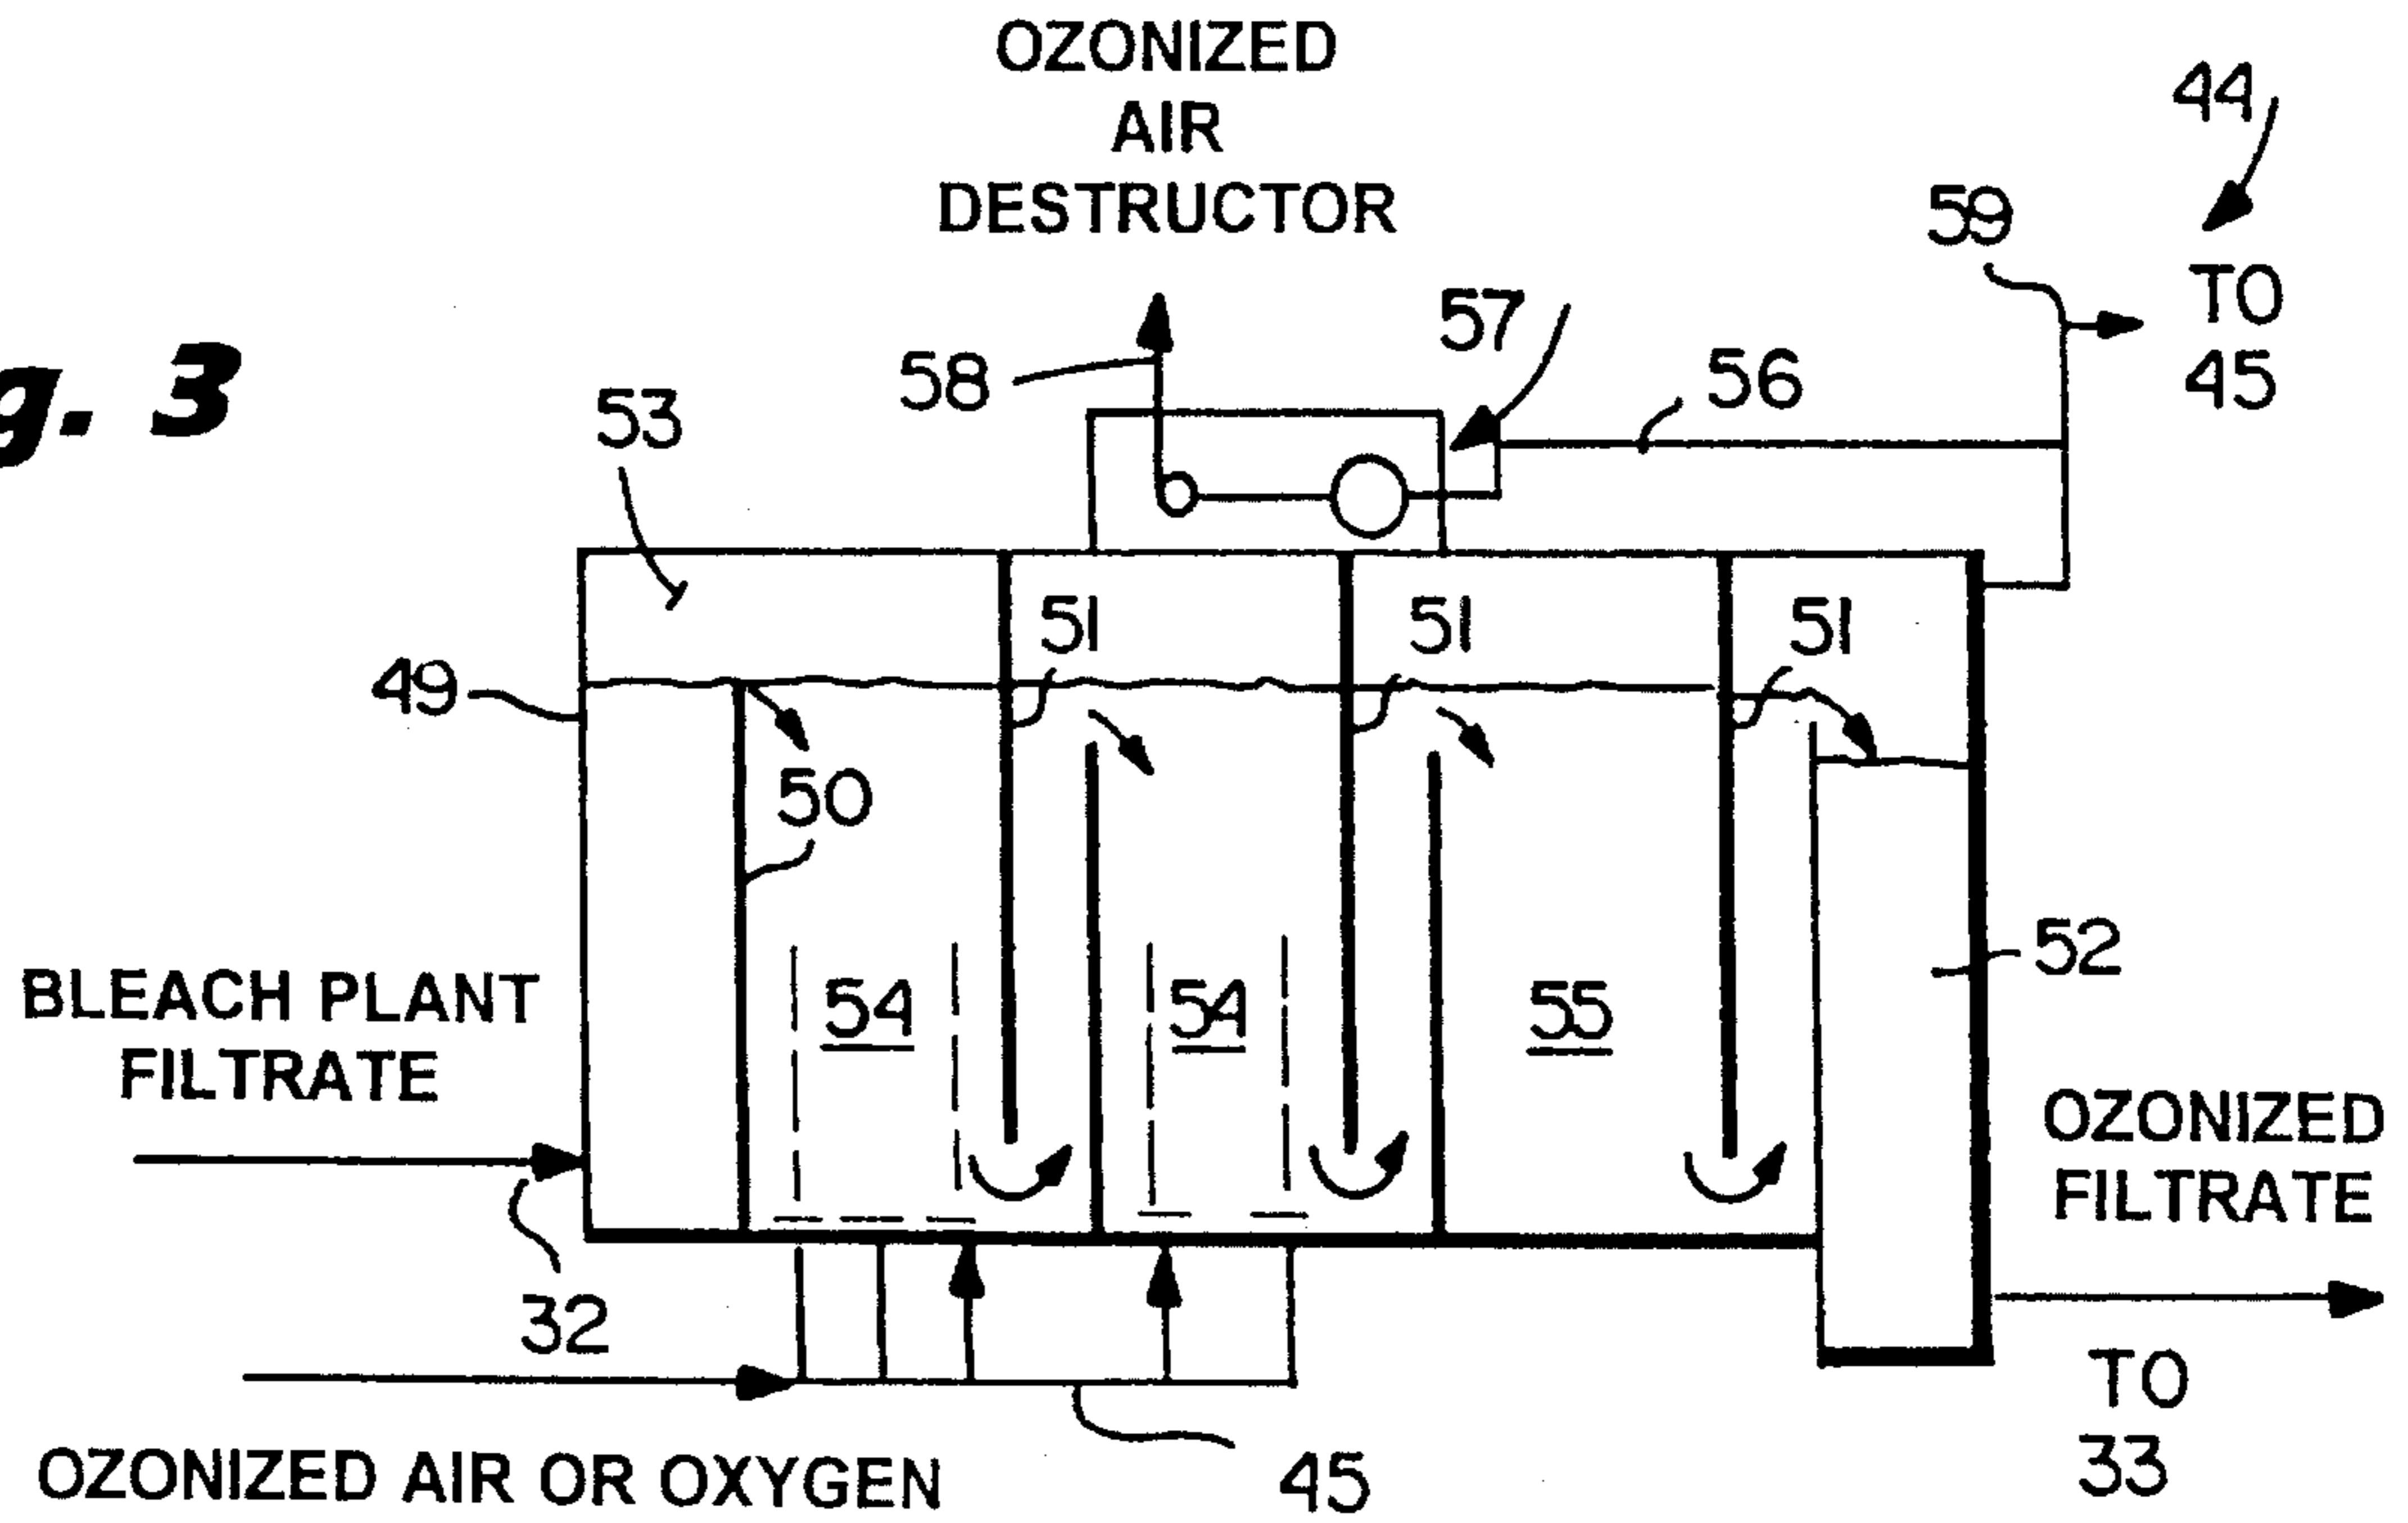 OZONIZED
AIR
DESTRUCTOR
44
59
TO
45
57
58
56
g. 3
53
51
51
51
49
50
54
54
55
52
BLEACH PLANT
FILTRATE
OZONIZED
FILTRATE
32
TO
33
OZONIZED AIR OR OXYGEN
45